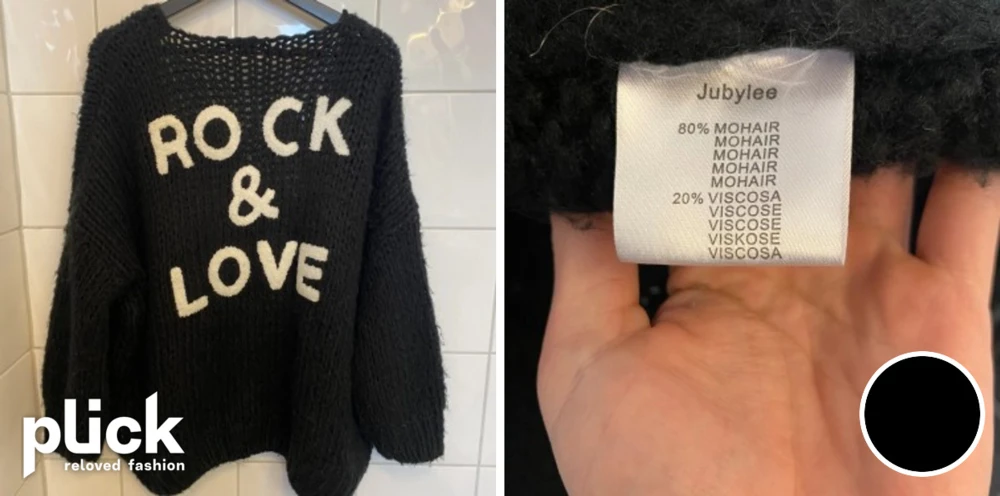 ROCK
&
LOVE
plick
reloved fashion
Jubylee
80% MOHAIR
MOHAIR
MOHAIR
MOHAIR
MOHAIR
20% VISCOSA
VISCOSE
VISCOSE
VISKOSE
VISCOSA